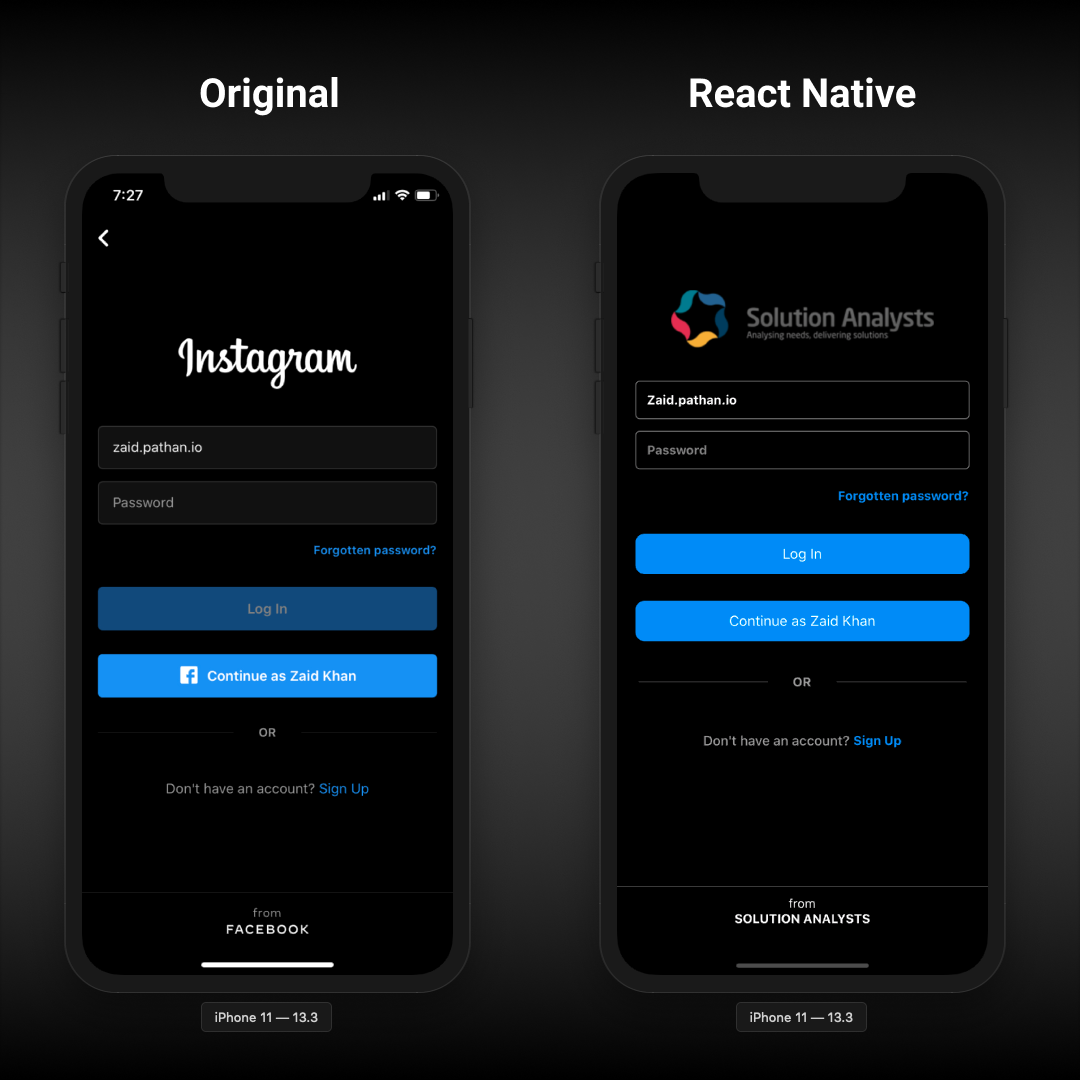 Original
React Native
7:27
Instagram
zaid.pathan.io
Password
Forgotten password?
Log In
Continue as Zaid Khan
OR
Don't have an account? Sign Up
from
FACEBOOK
iPhone 11 — 13.3
Solution Analysts
Analysing needs, delivering solutions
Zaid.pathan.io
Password
Forgotten password?
Log In
Continue as Zaid Khan
OR
Don't have an account? Sign Up
from
SOLUTION ANALYSTS
iPhone 11 — 13.3